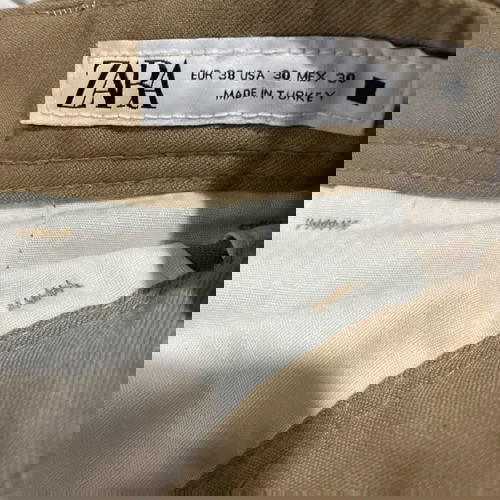 ZARA
EUR 38 USA 30 MEX 30
MADE IN TURKEY